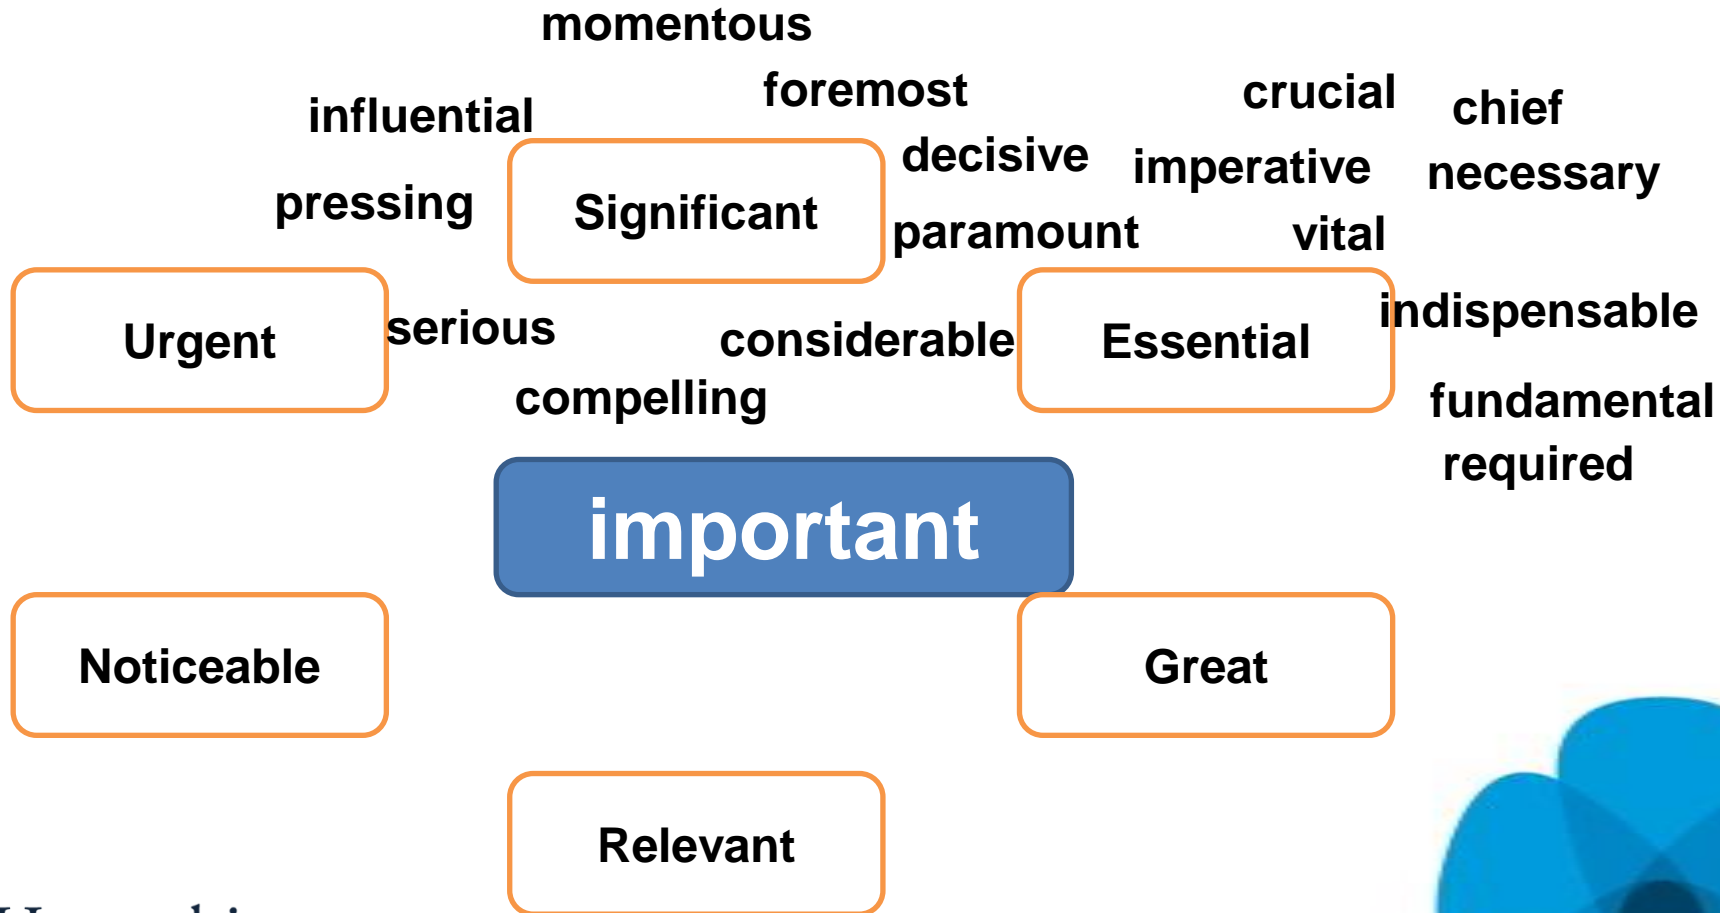 momentous
foremost
crucial
chief
influential
decisive
imperative
necessary
pressing
Significant
paramount
vital
Urgent
serious
considerable
Essential
indispensable
compelling
fundamental
required
important
Noticeable
Great
Relevant